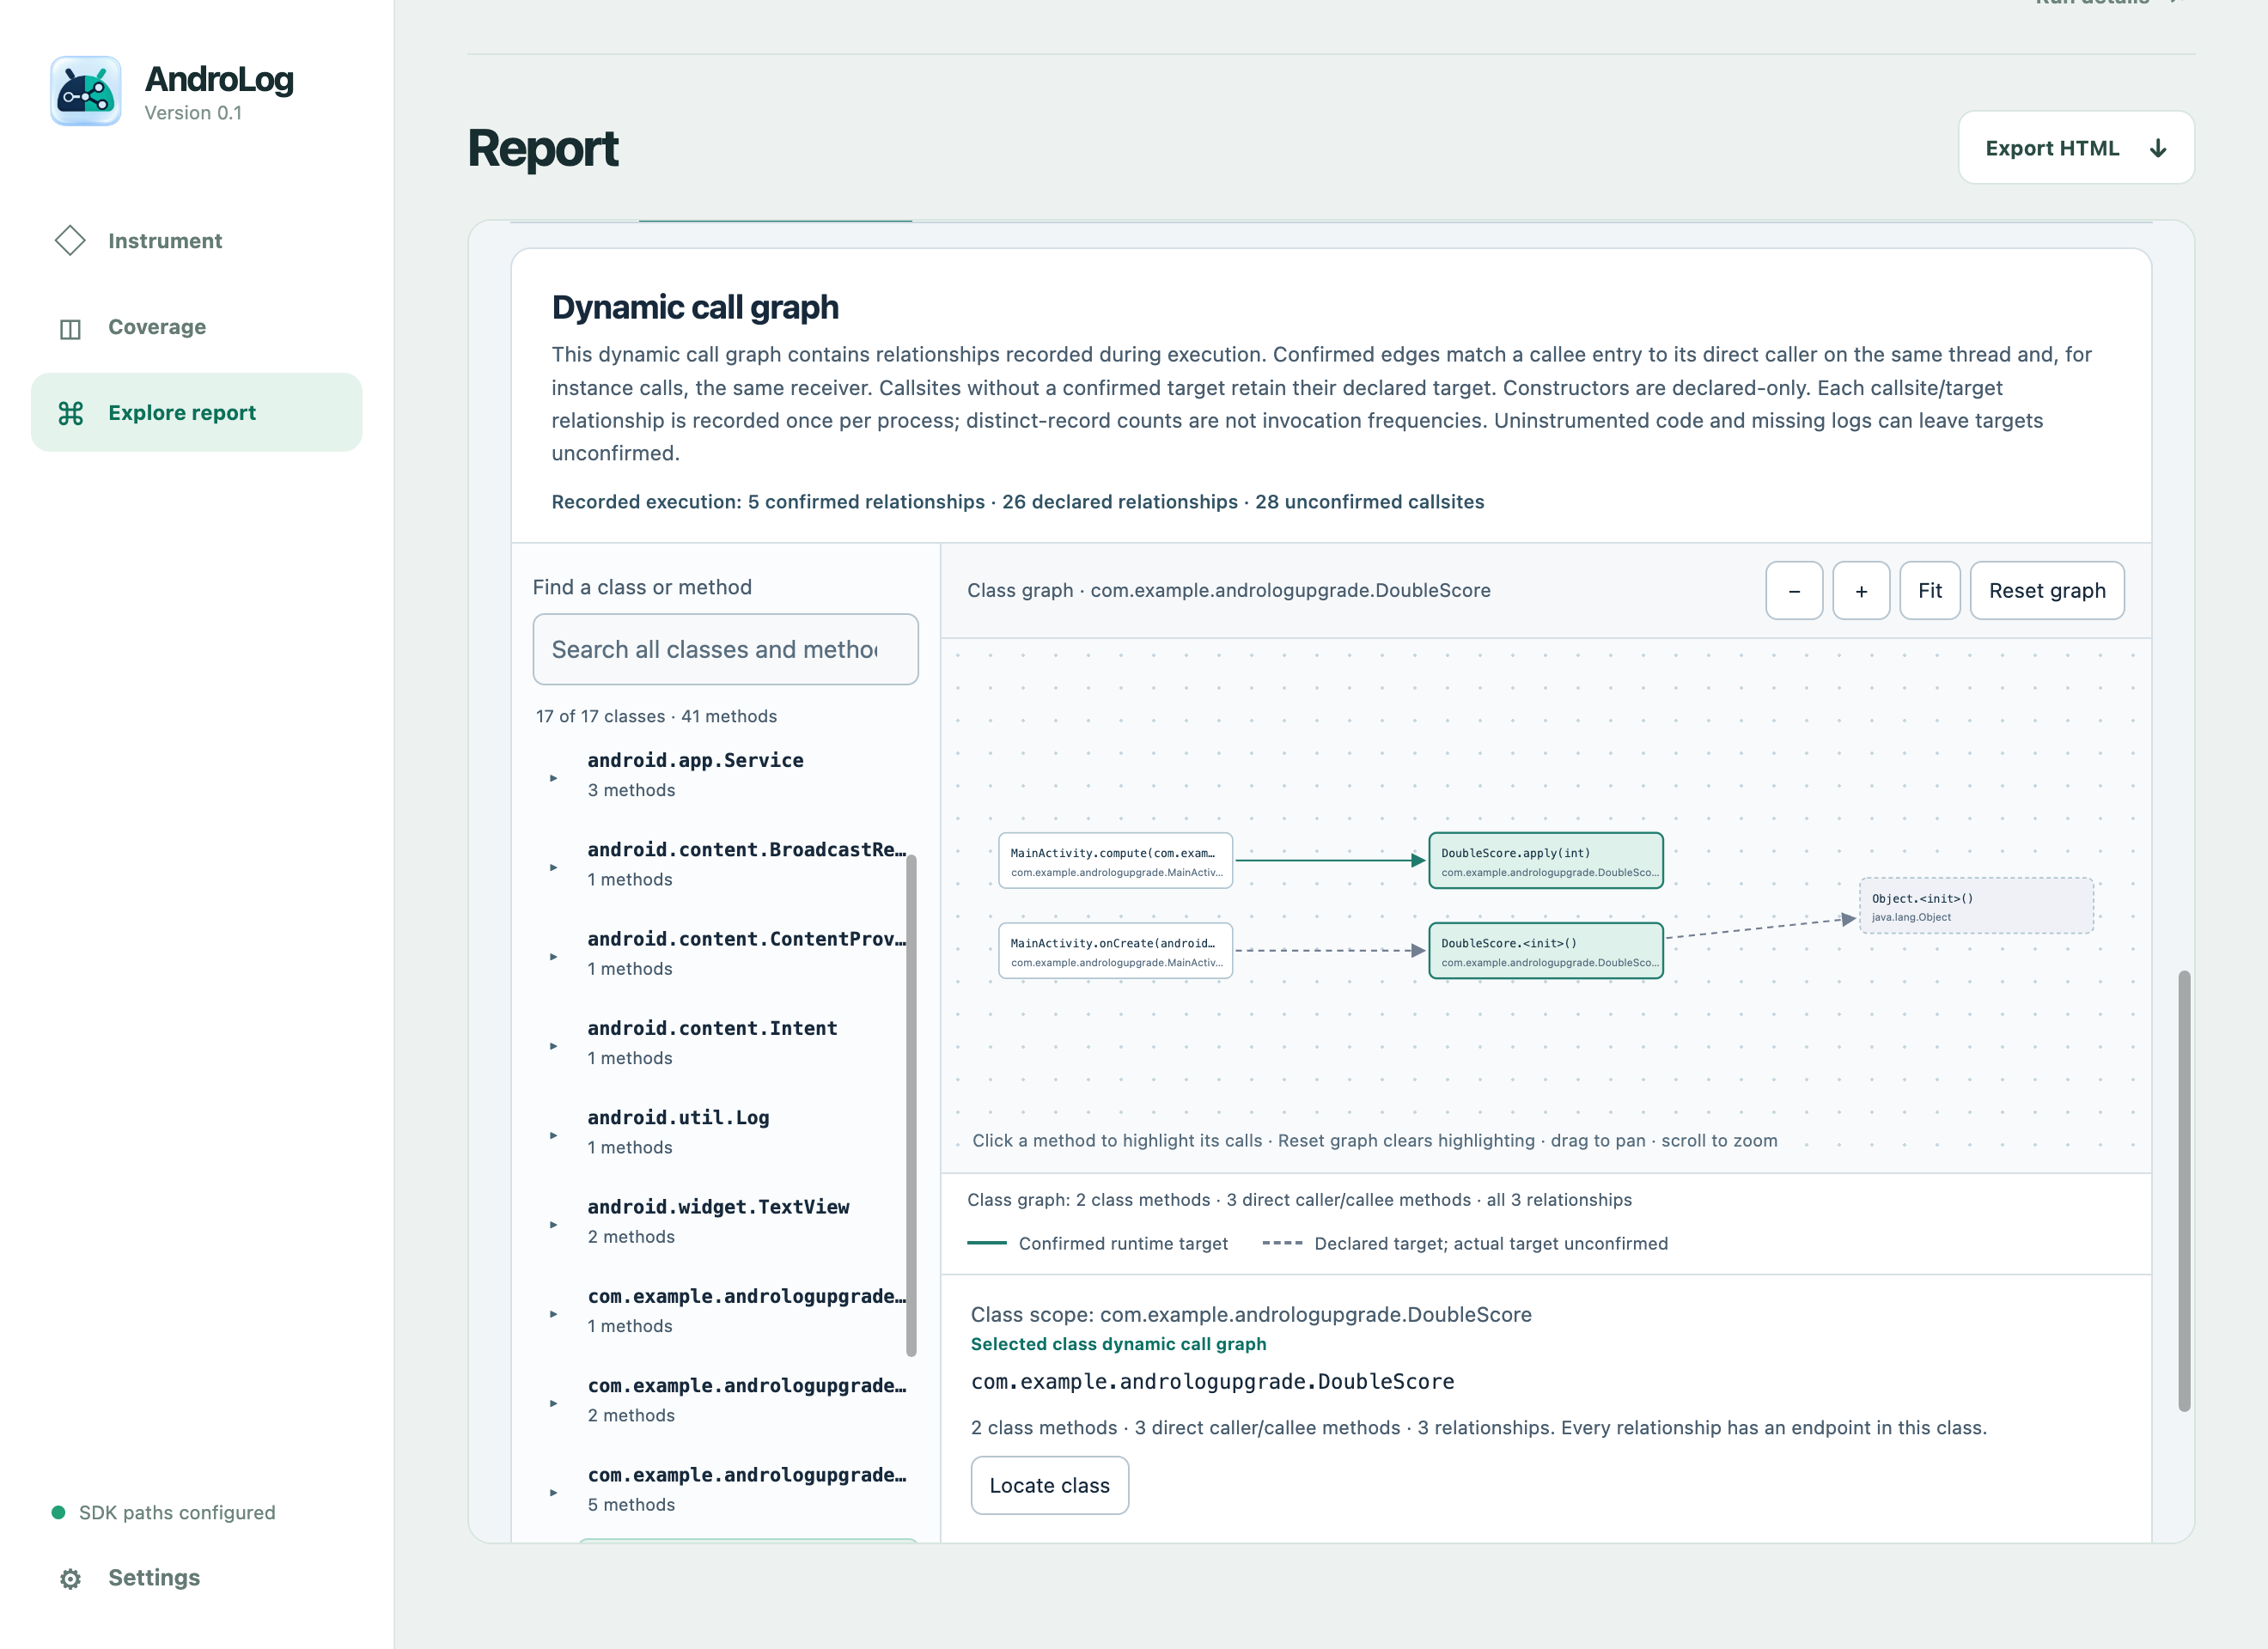 AndroLog
Version 0.1
Instrument
Coverage
Explore report
SDK paths configured
Settings
Run details
Report
Export HTML
Dynamic call graph
This dynamic call graph contains relationships recorded during execution. Confirmed edges match a callee entry to its direct caller on the same thread and, for
instance calls, the same receiver. Callsites without a confirmed target retain their declared target. Constructors are declared-only. Each callsite/target
relationship is recorded once per process; distinct-record counts are not invocation frequencies. Uninstrumented code and missing logs can leave targets
unconfirmed.
Recorded execution: 5 confirmed relationships · 26 declared relationships · 28 unconfirmed callsites
Find a class or method
Search all classes and metho
17 of 17 classes · 41 methods
android.app.Service
3 methods
android.content.BroadcastRe…
1 methods
android.content.ContentProv…
1 methods
android.content.Intent
1 methods
android.util.Log
1 methods
android.widget.TextView
2 methods
com.example.andrologupgrade…
1 methods
com.example.andrologupgrade…
2 methods
com.example.andrologupgrade…
5 methods
Class graph · com.example.andrologupgrade.DoubleScore
−
+
Fit
Reset graph
MainActivity.compute(com.exam…
com.example.andrologupgrade.MainActiv…
DoubleScore.apply(int)
com.example.andrologupgrade.DoubleSco…
MainActivity.onCreate(android…
com.example.andrologupgrade.MainActiv…
DoubleScore.<init>()
com.example.andrologupgrade.DoubleSco…
Object.<init>()
java.lang.Object
Click a method to highlight its calls · Reset graph clears highlighting · drag to pan · scroll to zoom
Class graph: 2 class methods · 3 direct caller/callee methods · all 3 relationships
Confirmed runtime target
Declared target; actual target unconfirmed
Class scope: com.example.andrologupgrade.DoubleScore
Selected class dynamic call graph
com.example.andrologupgrade.DoubleScore
2 class methods · 3 direct caller/callee methods · 3 relationships. Every relationship has an endpoint in this class.
Locate class